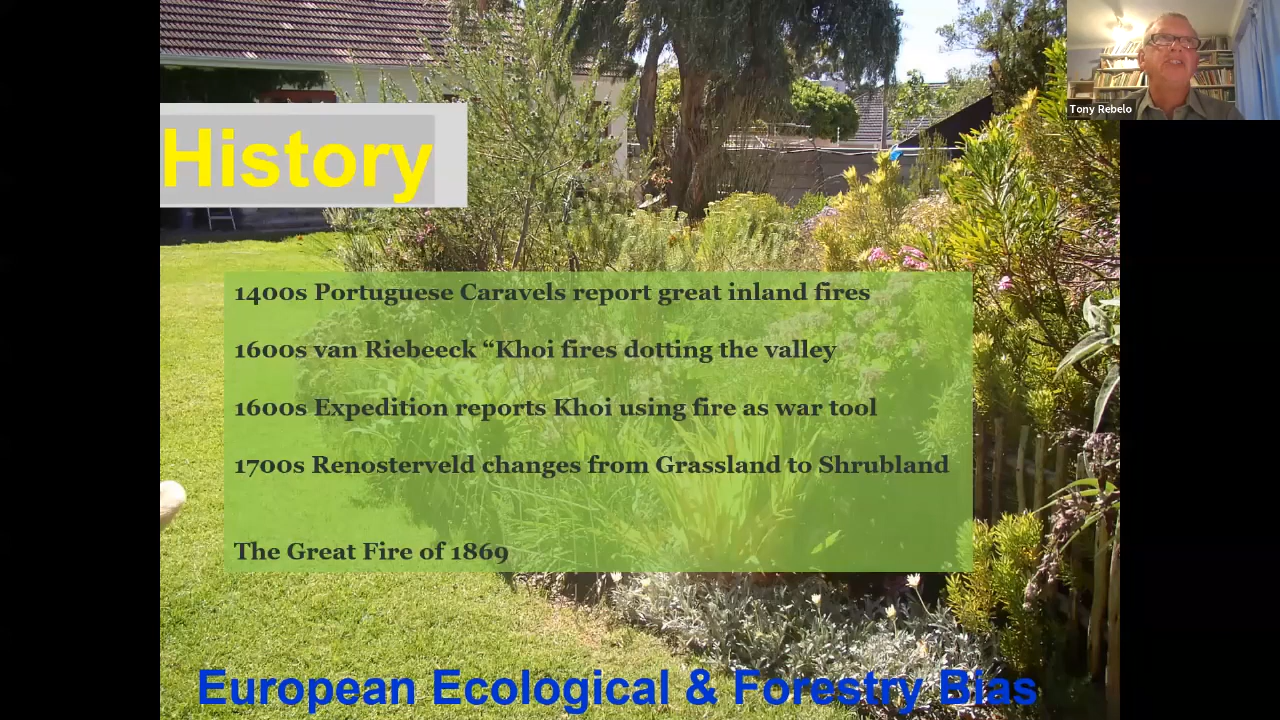 History
Tony Rebelo
1400s Portuguese Caravels report great inland fires
1600s van Riebeeck “Khoi fires dotting the valley
1600s Expedition reports Khoi using fire as war tool
1700s Renosterveld changes from Grassland to Shrubland
The Great Fire of 1869
European Ecological & Forestry Bias